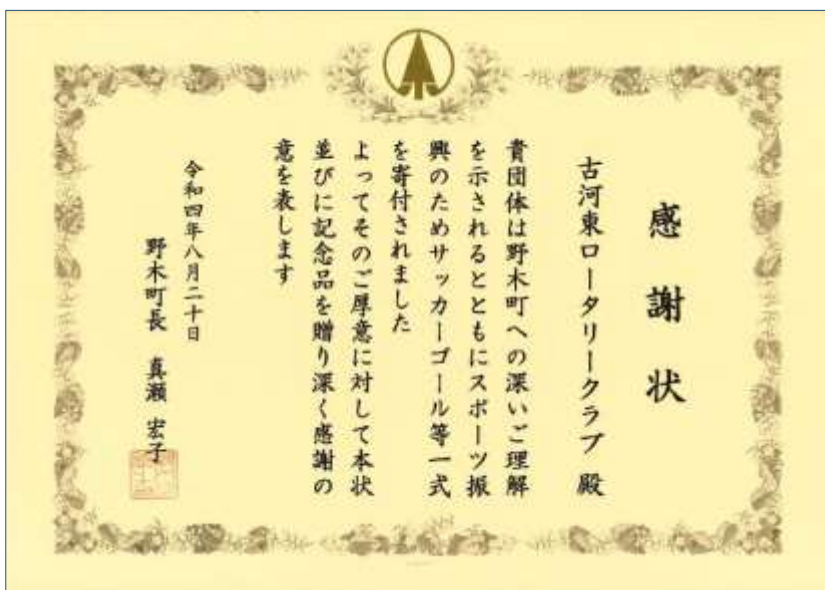 感謝状
古河東ロータリークラブ 殿
貴団体は野木町への深いご理解
を示されるとともにスポーツ振
興のためサッカーゴール等一式
を寄付されました
よってそのご厚意に対して本状
並びに記念品を贈り深く感謝の
意を表します
令和四年八月二十日
野木町長 真瀬 宏子